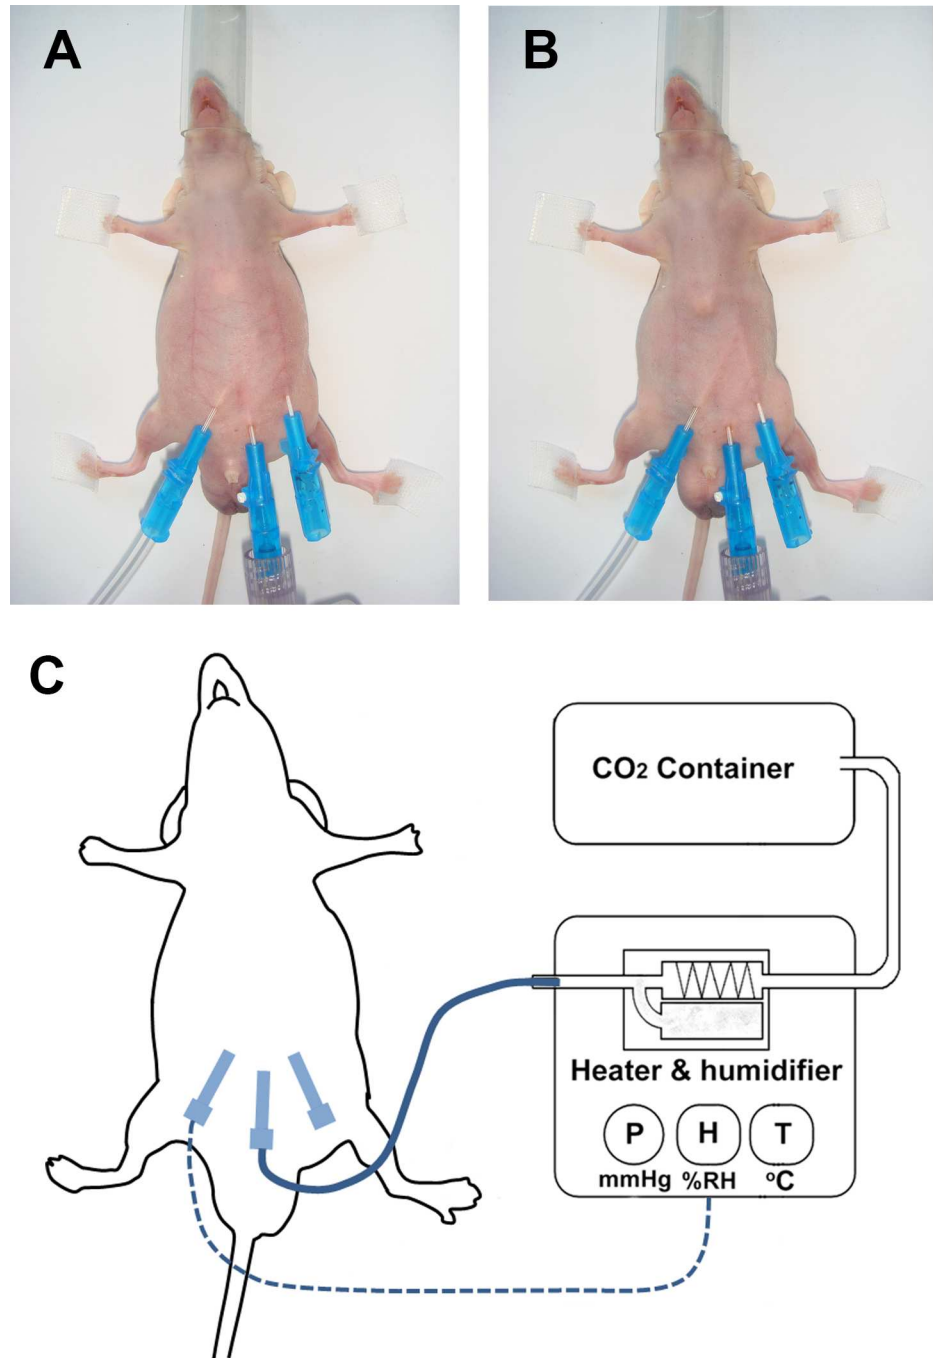 A
B
C
CO2 Container
Heater & humidifier
P H T
mmHg %RH ºC